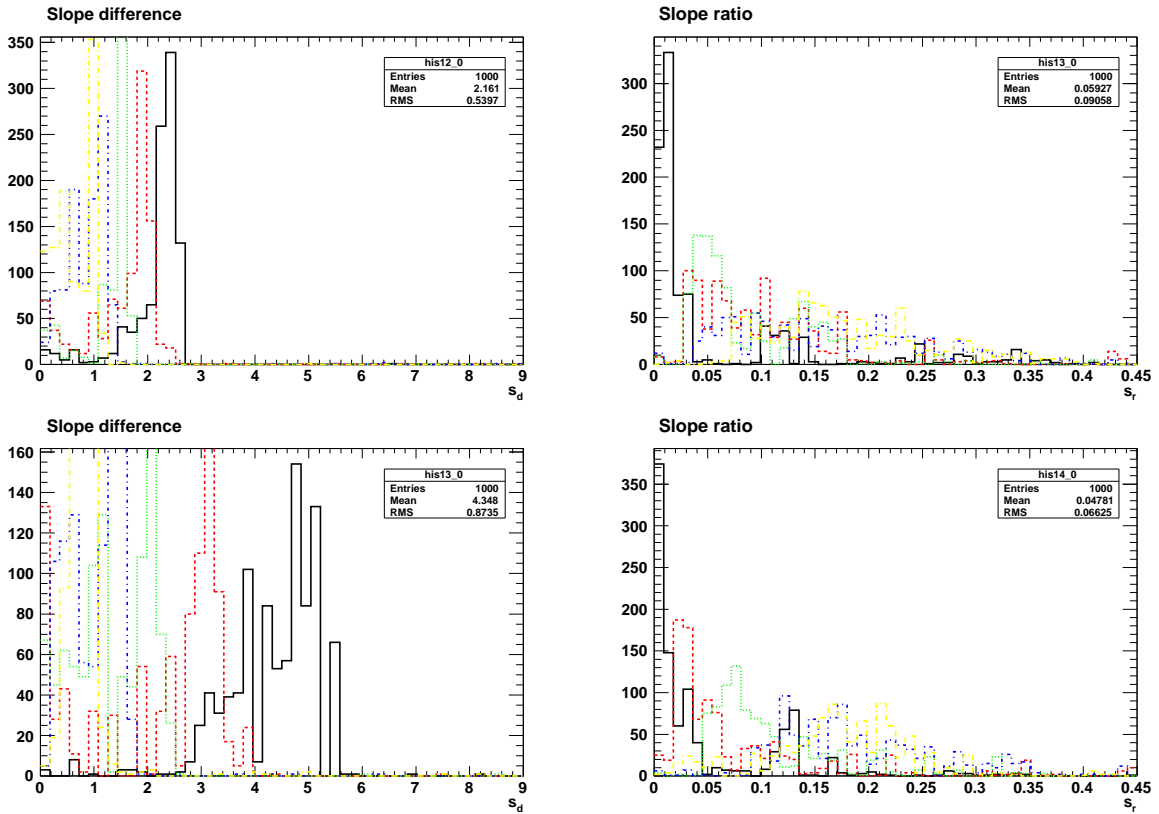 Slope difference
350
300
250
200
150
100
50
0
his12_0
Entries 1000
Mean 2.161
RMS 0.5397
0 1 2 3 4 5 6 7 8 9
s_d
Slope ratio
350
300
250
200
150
100
50
0
his13_0
Entries 1000
Mean 0.05927
RMS 0.09058
0 0.05 0.1 0.15 0.2 0.25 0.3 0.35 0.4 0.45
s_r
Slope difference
160
140
120
100
80
60
40
20
0
his13_0
Entries 1000
Mean 4.348
RMS 0.8735
0 1 2 3 4 5 6 7 8 9
s_d
Slope ratio
350
300
250
200
150
100
50
0
his14_0
Entries 1000
Mean 0.04781
RMS 0.06625
0 0.05 0.1 0.15 0.2 0.25 0.3 0.35 0.4 0.45
s_r